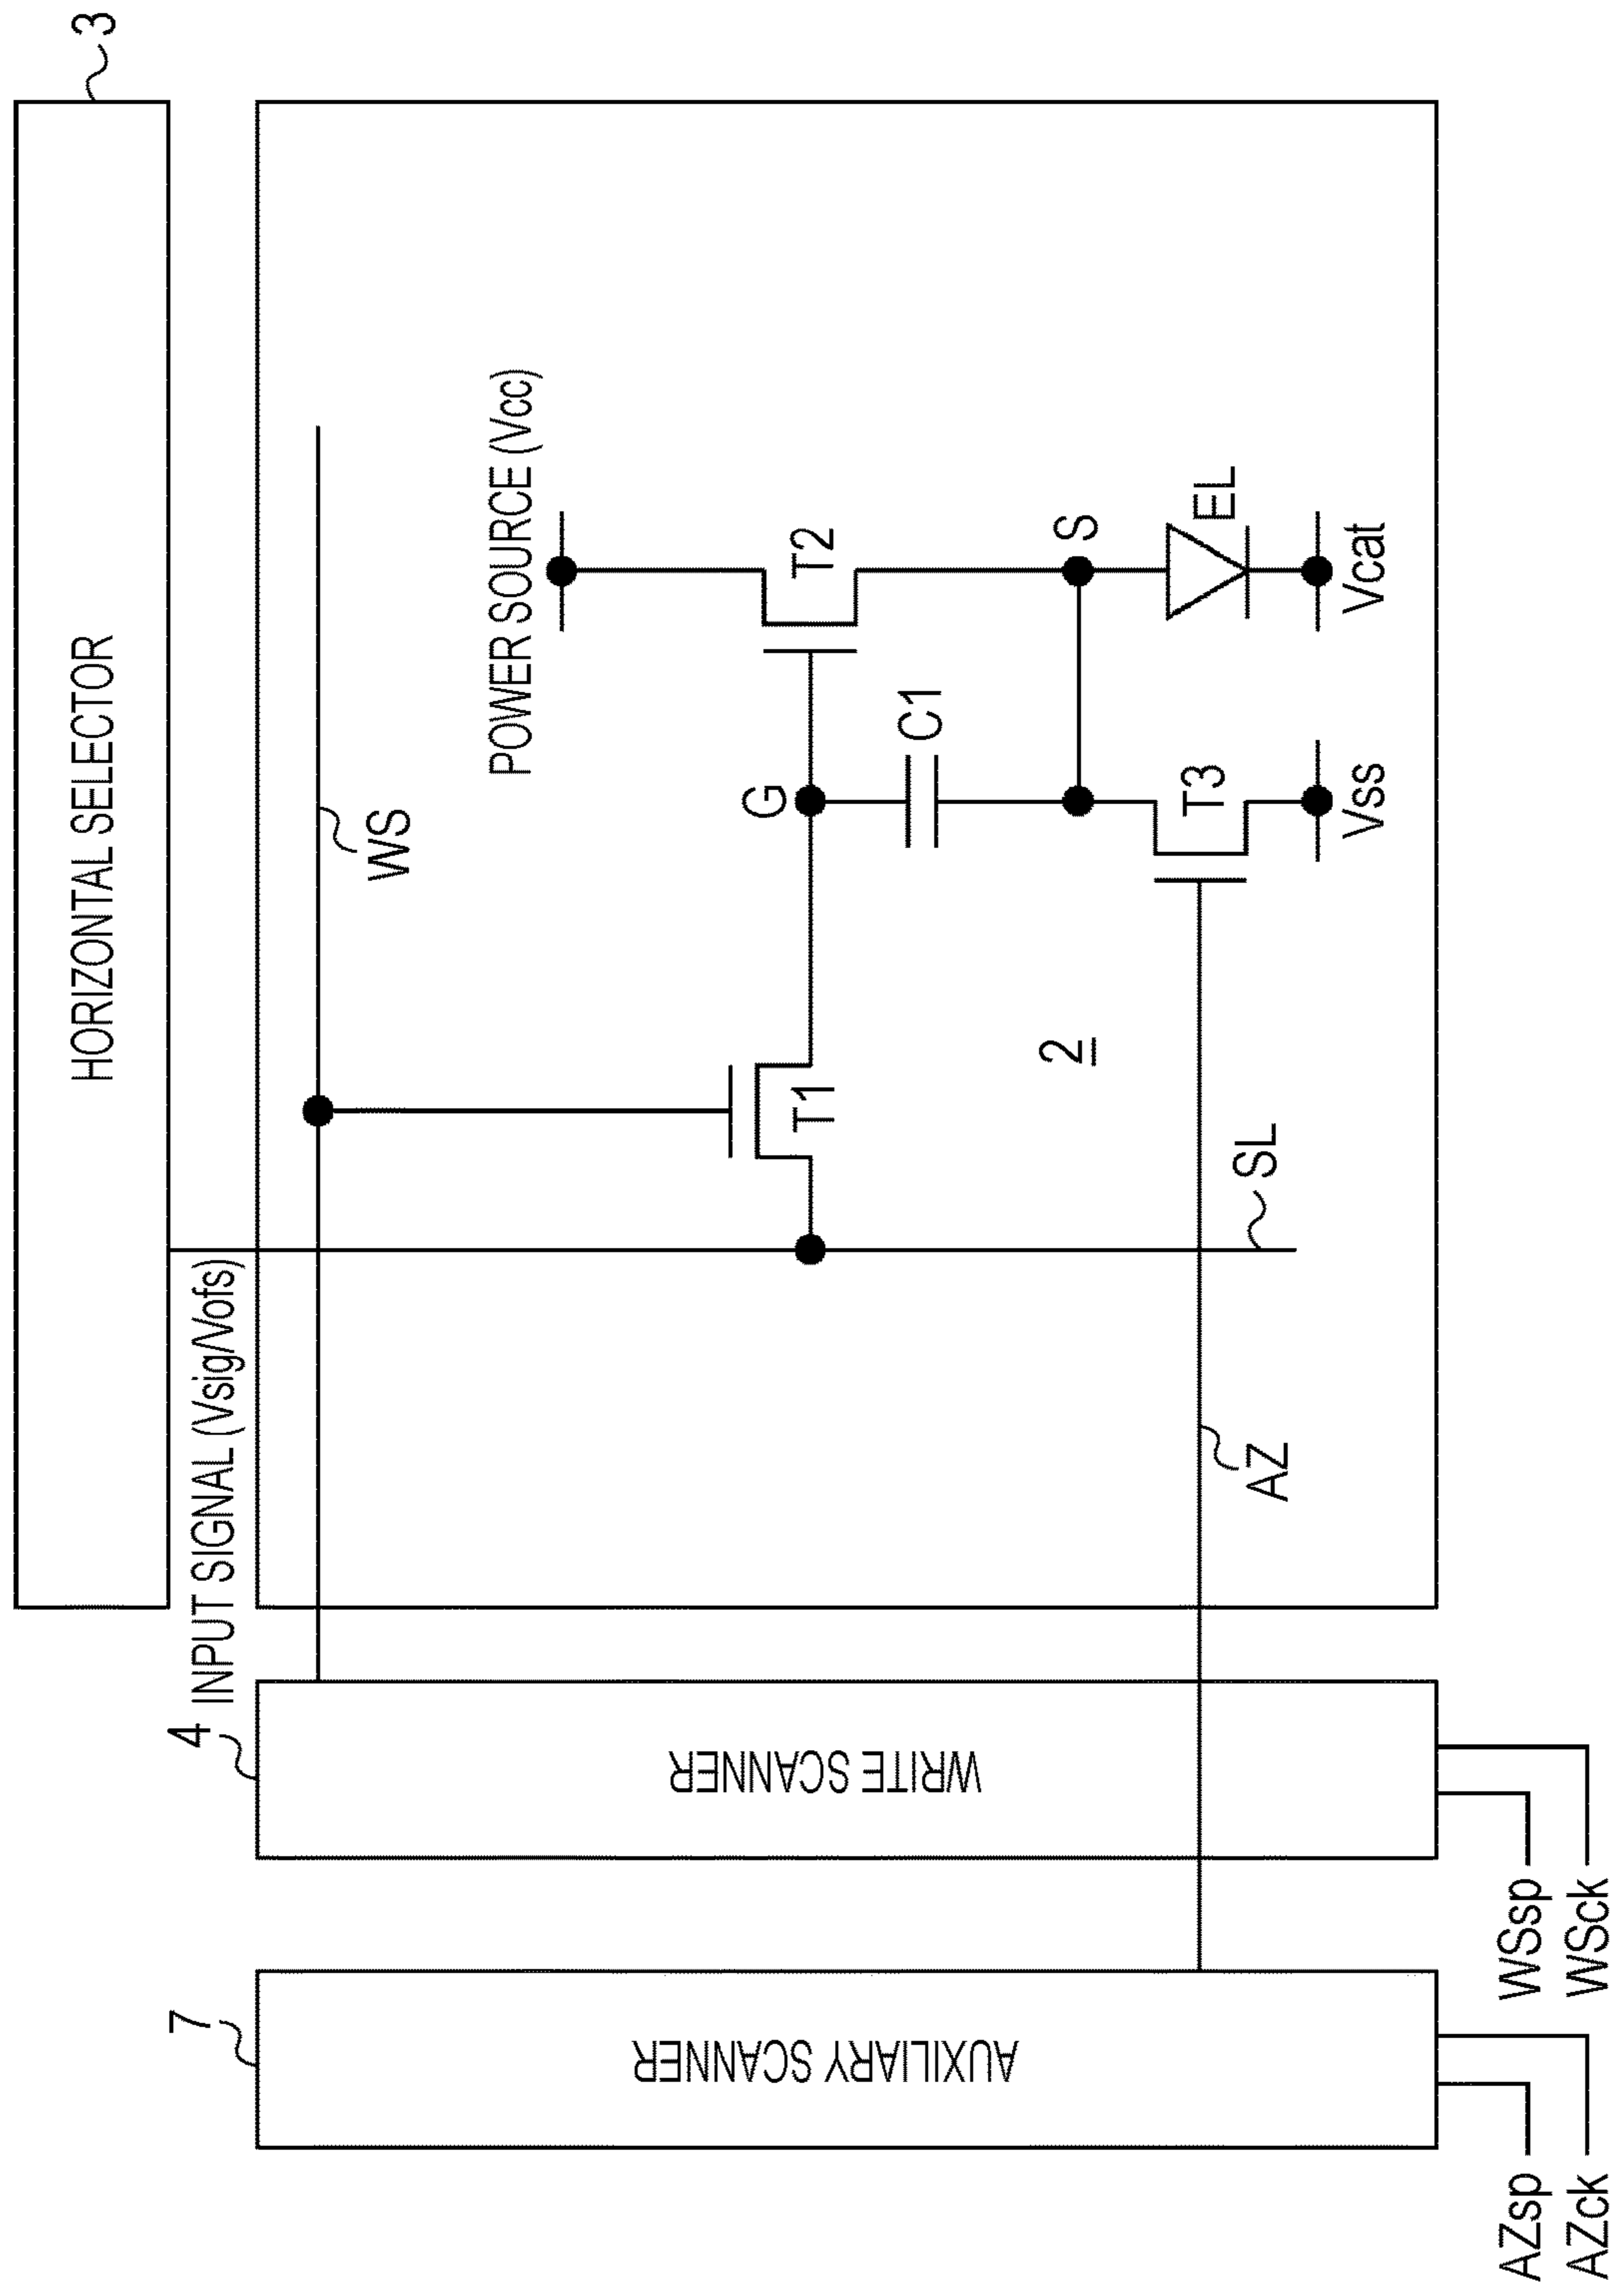 3
HORIZONTAL SELECTOR
INPUT SIGNAL (Vsig/Vofs)
7
4
WS
POWER SOURCE (Vcc)
AUXILIARY SCANNER
WRITE SCANNER
G
T1
T2
C1
2
S
T3
EL
AZ
SL
Vss
Vcat
AZsp
WSsp
AZck
WSck